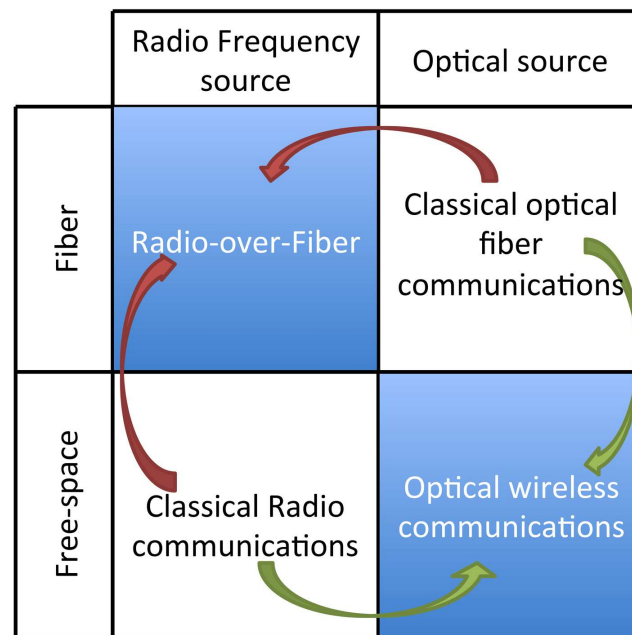 Radio Frequency
source
Optical source
Fiber
Radio-over-Fiber
Classical optical
fiber
communications
Free-space
Classical Radio
communications
Optical wireless
communications